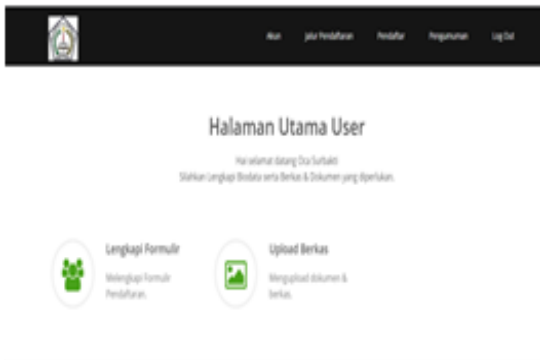 Akun Jalur Pendaftaran Pendaftar Pengumuman Log Out
Halaman Utama User
Hai selamat datang Oca Surbakti
Silahkan Lengkapi Biodata serta Berkas & Dokumen yang diperlukan.
Lengkapi Formulir
Melengkapi Formulir
Pendaftaran.
Upload Berkas
Mengupload dokumen &
berkas.